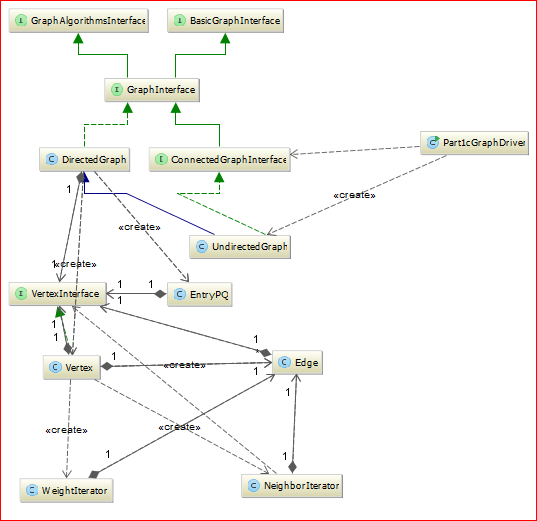 I GraphAlgorithmsInterface
I BasicGraphInterface
I GraphInterface
C Part1cGraphDriver
C DirectedGraph
I ConnectedGraphInterface
1
«create»
«create»
C UndirectedGraph
1
«create»
I VertexInterface
1
1
C EntryPQ
1
1
1
1
C Vertex
1
«create»
1
C Edge
1
1
«create»
«create»
1
1
C WeightIterator
C NeighborIterator